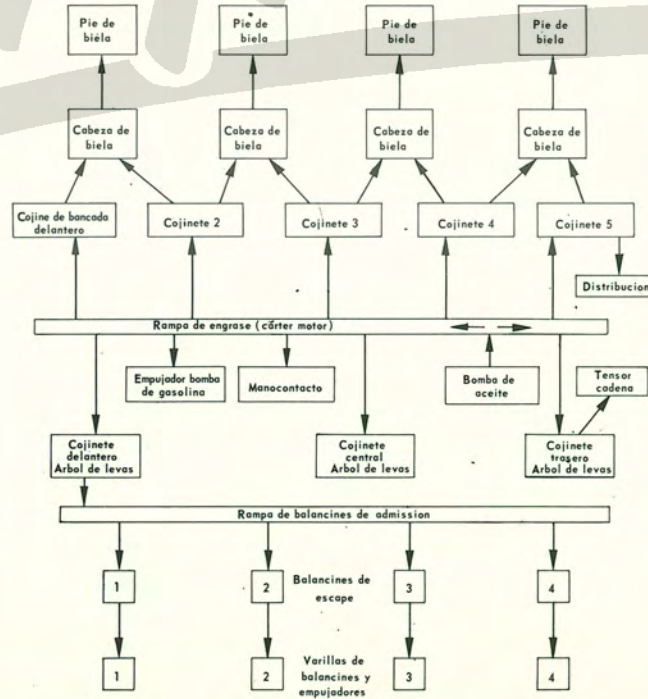 Pie de
biela
Pie de
biela
Pie de
biela
Pie de
biela
Cabeza de
biela
Cabeza de
biela
Cabeza de
biela
Cabeza de
biela
Cojine de bancada
delantero
Cojinete 2
Cojinete 3
Cojinete 4
Cojinete 5
Distribucion
Rampa de engrase (cárter motor)
Empujador bomba
de gasolina
Manocontacto
Bomba de
aceite
Tensor
cadena
Cojinete
delantero
Arbol de levas
Cojinete
central
Arbol de levas
Cojinete
trasero
Arbol de levas
Rampa de balancines de admission
1
2
Balancines de
escape
3
4
1
2
Varillas de
balancines y
empujadores
3
4